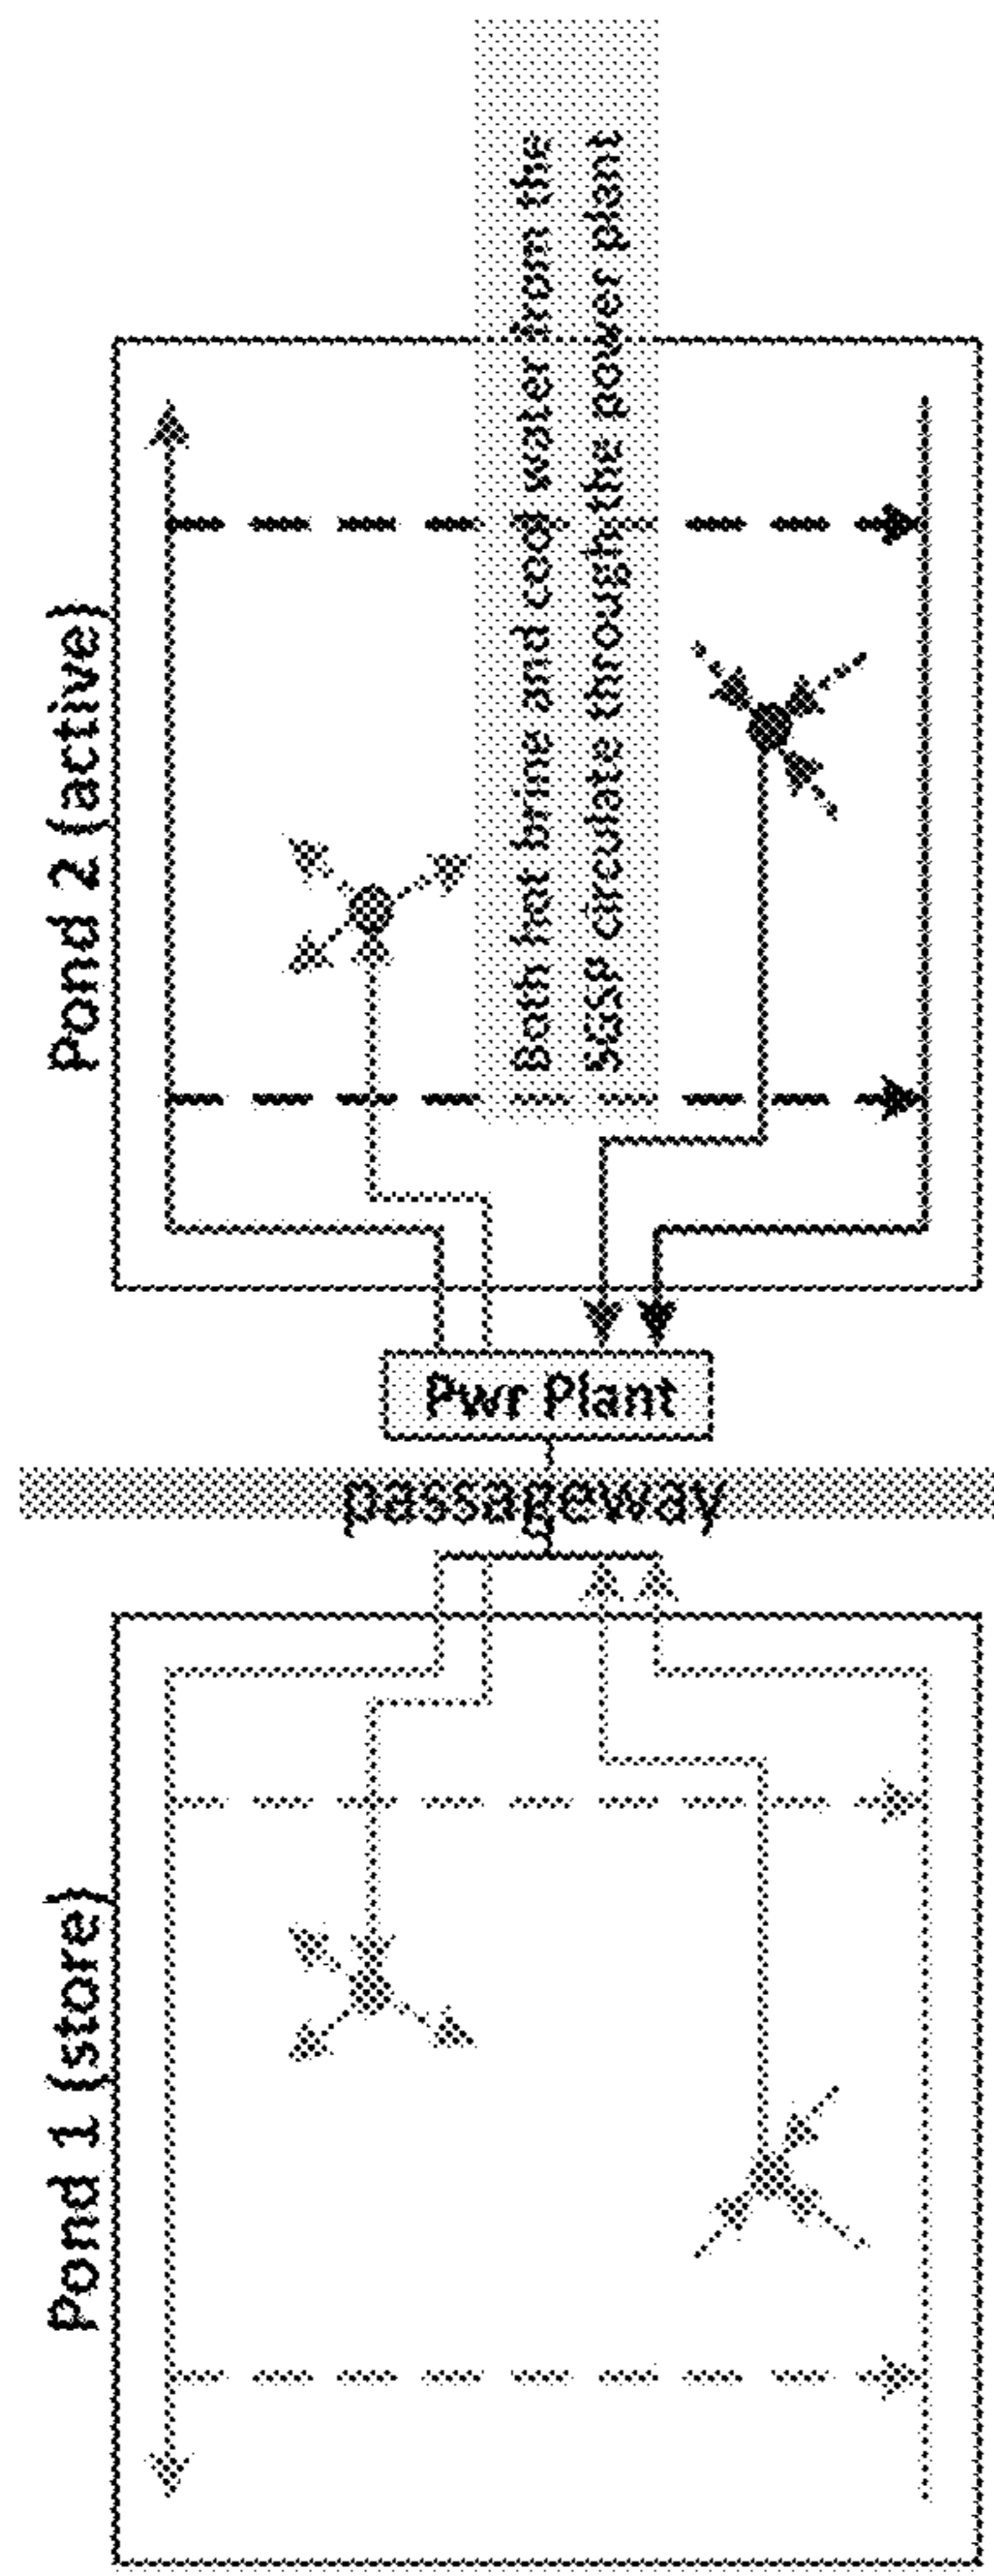 Pond 2 (active)
Both hot brine and cool water from the
SGSP circulate through the power plant
Pwr Plant
passageway
Pond 1 (store)